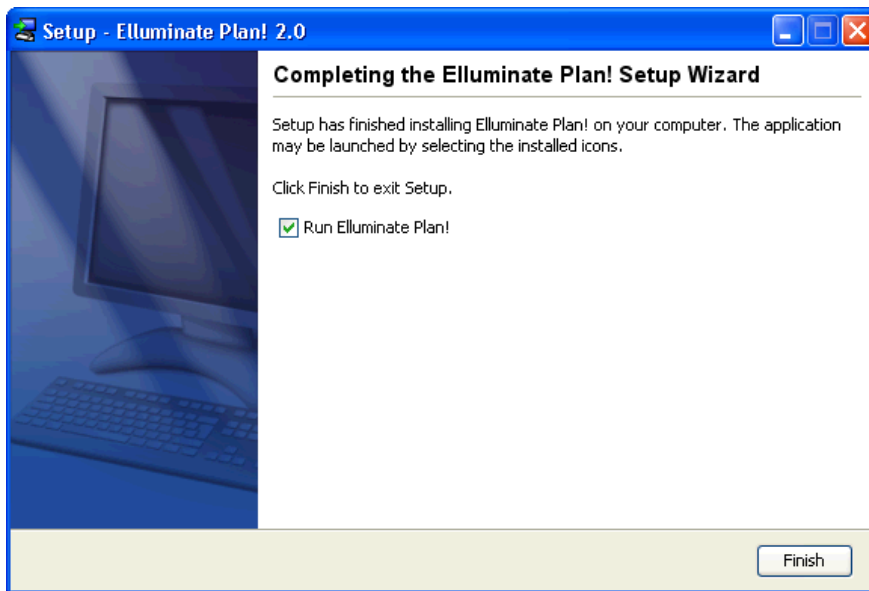 Setup - Elluminate Plan! 2.0
Completing the Elluminate Plan! Setup Wizard
Setup has finished installing Elluminate Plan! on your computer. The application
may be launched by selecting the installed icons.
Click Finish to exit Setup.
Run Elluminate Plan!
Finish